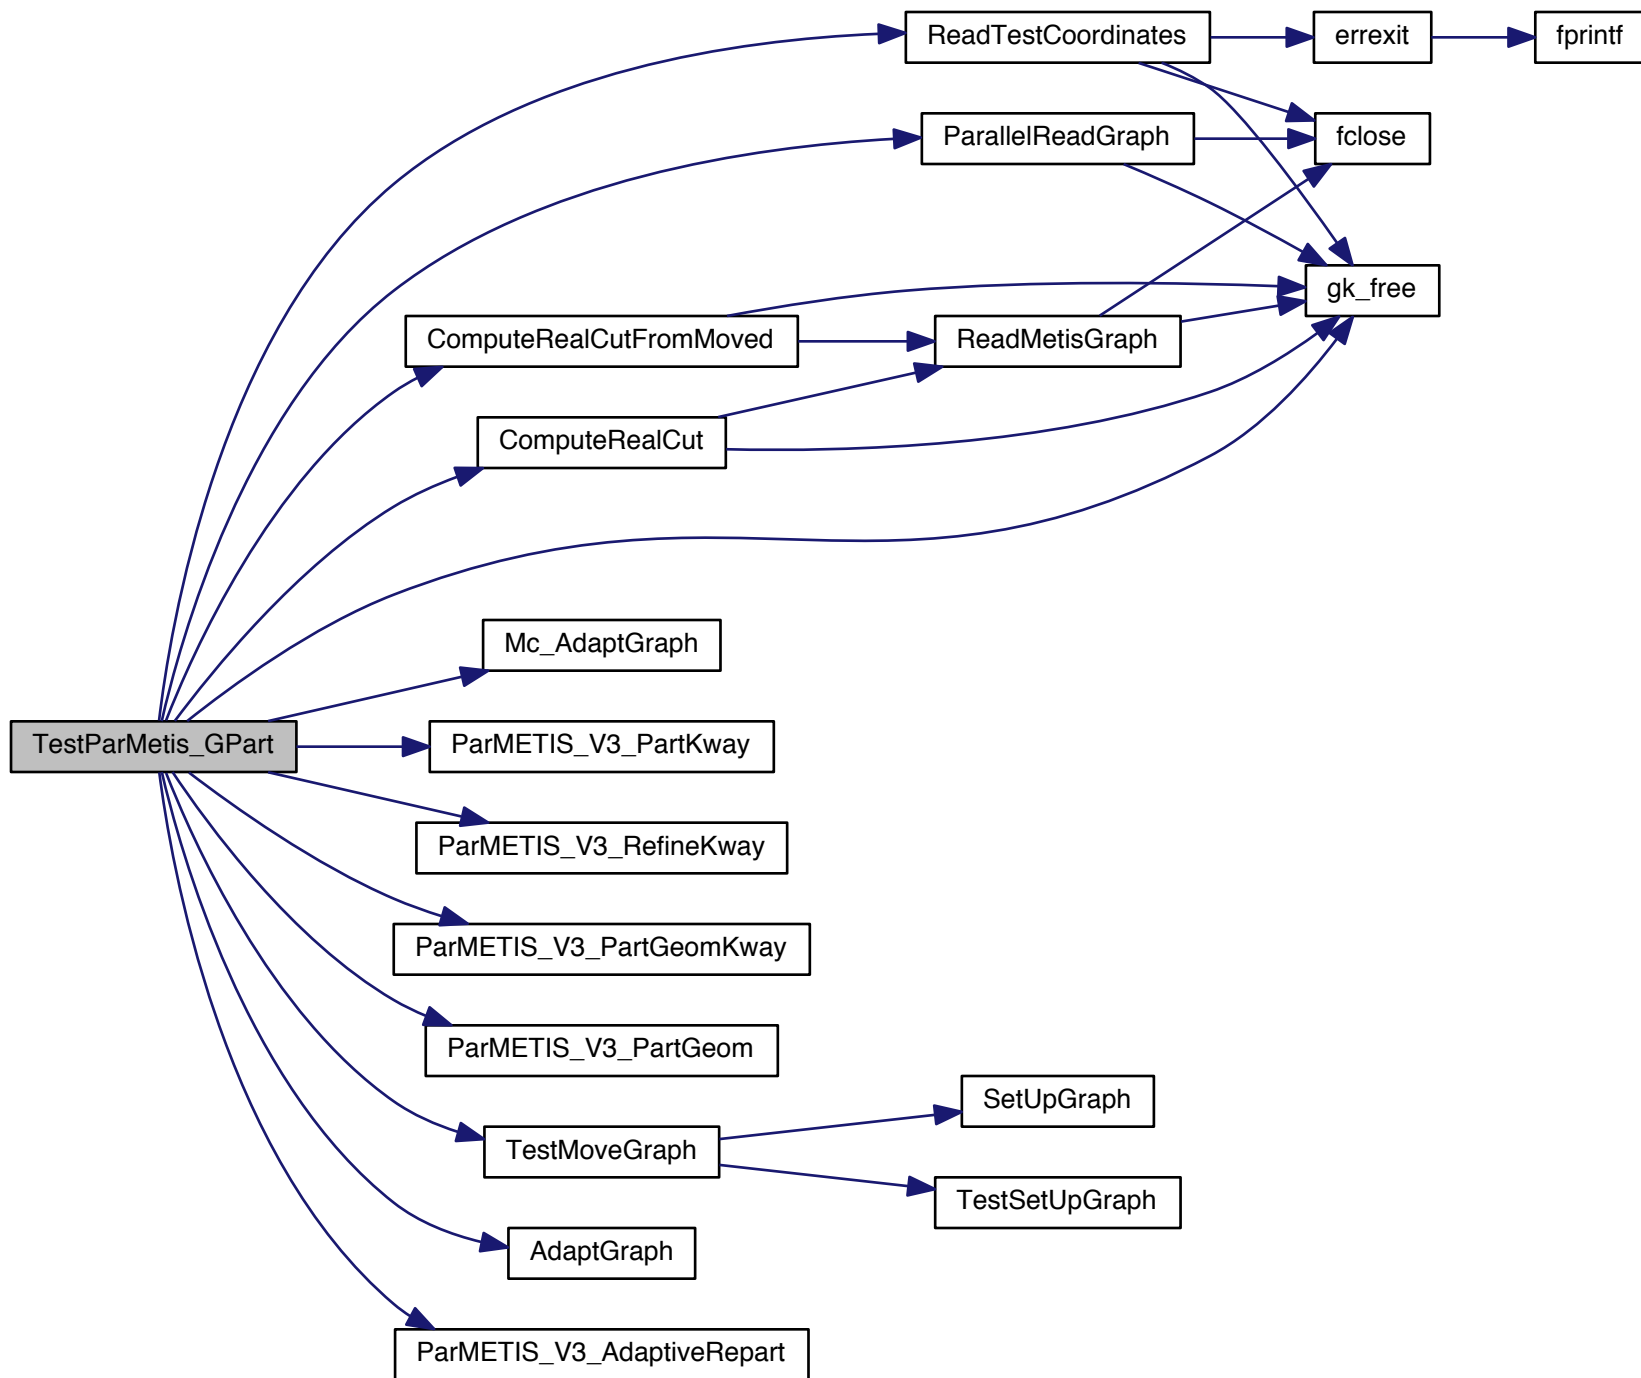 ReadTestCoordinates
errexit
fprintf
ParallelReadGraph
fclose
gk_free
ComputeRealCutFromMoved
ReadMetisGraph
ComputeRealCut
Mc_AdaptGraph
TestParMetis_GPart
ParMETIS_V3_PartKway
ParMETIS_V3_RefineKway
ParMETIS_V3_PartGeomKway
ParMETIS_V3_PartGeom
SetUpGraph
TestMoveGraph
TestSetUpGraph
AdaptGraph
ParMETIS_V3_AdaptiveRepart